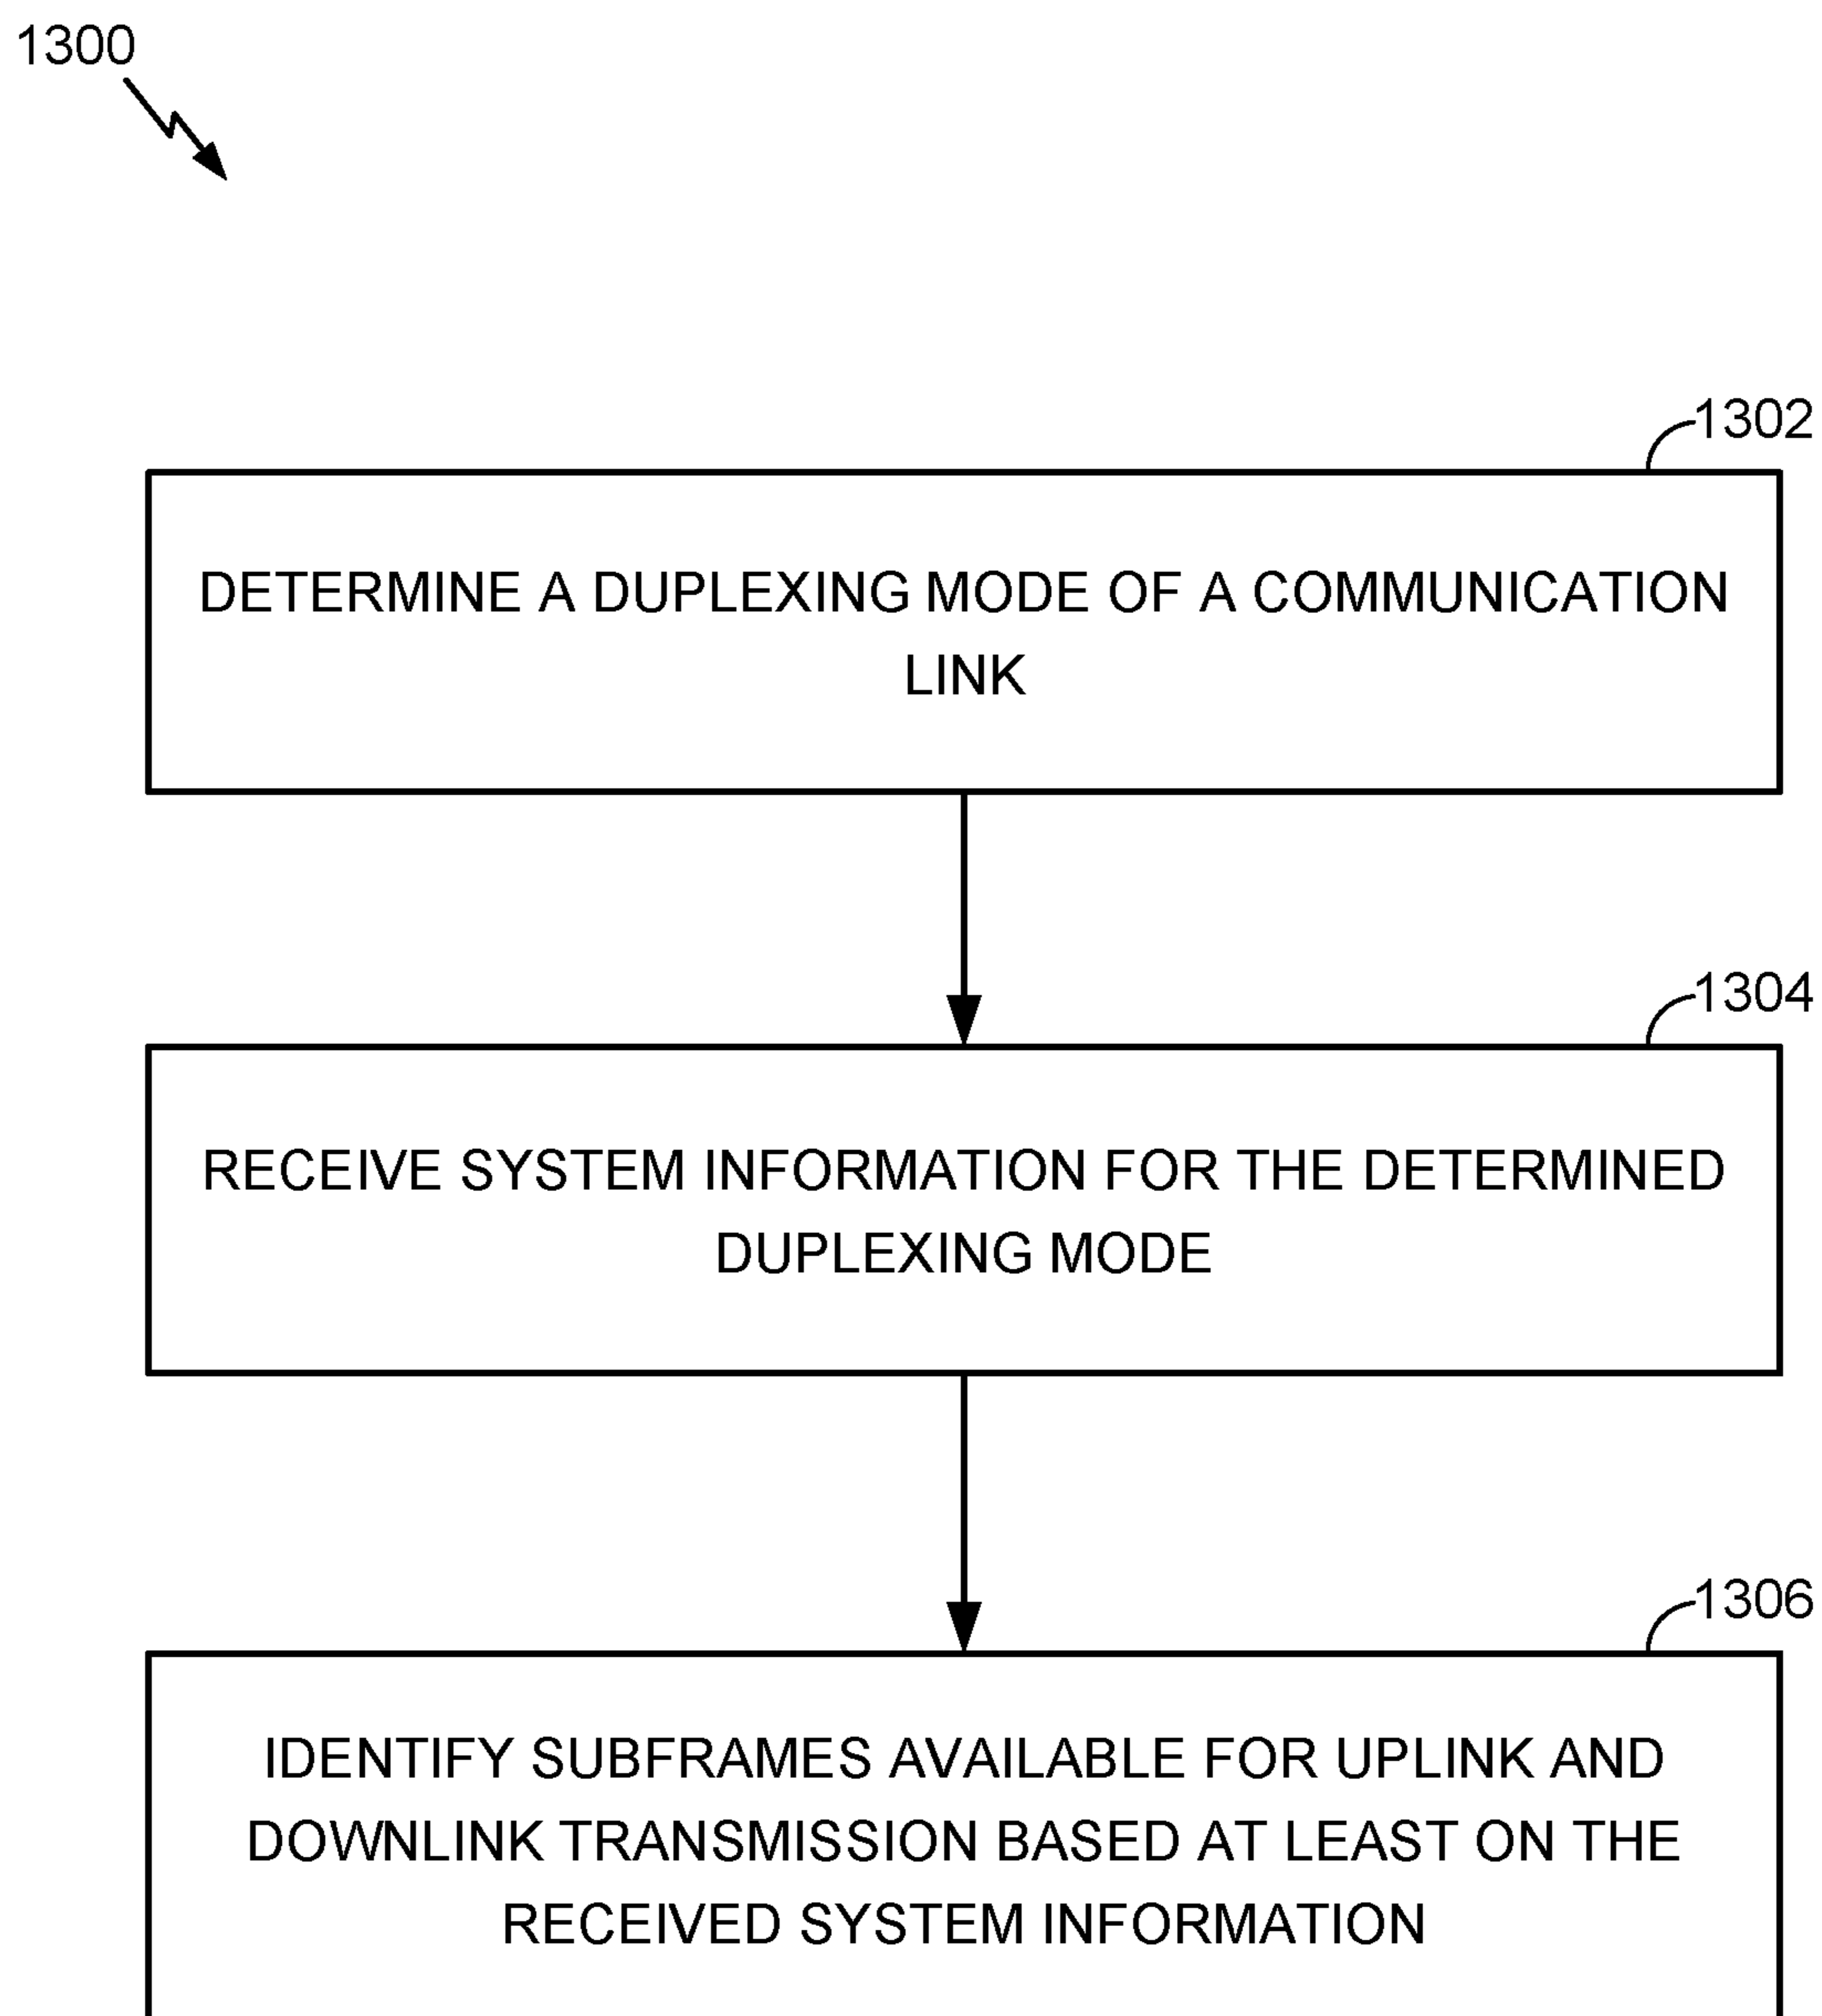 1300
1302
DETERMINE A DUPLEXING MODE OF A COMMUNICATION
LINK
1304
RECEIVE SYSTEM INFORMATION FOR THE DETERMINED
DUPLEXING MODE
1306
IDENTIFY SUBFRAMES AVAILABLE FOR UPLINK AND
DOWNLINK TRANSMISSION BASED AT LEAST ON THE
RECEIVED SYSTEM INFORMATION